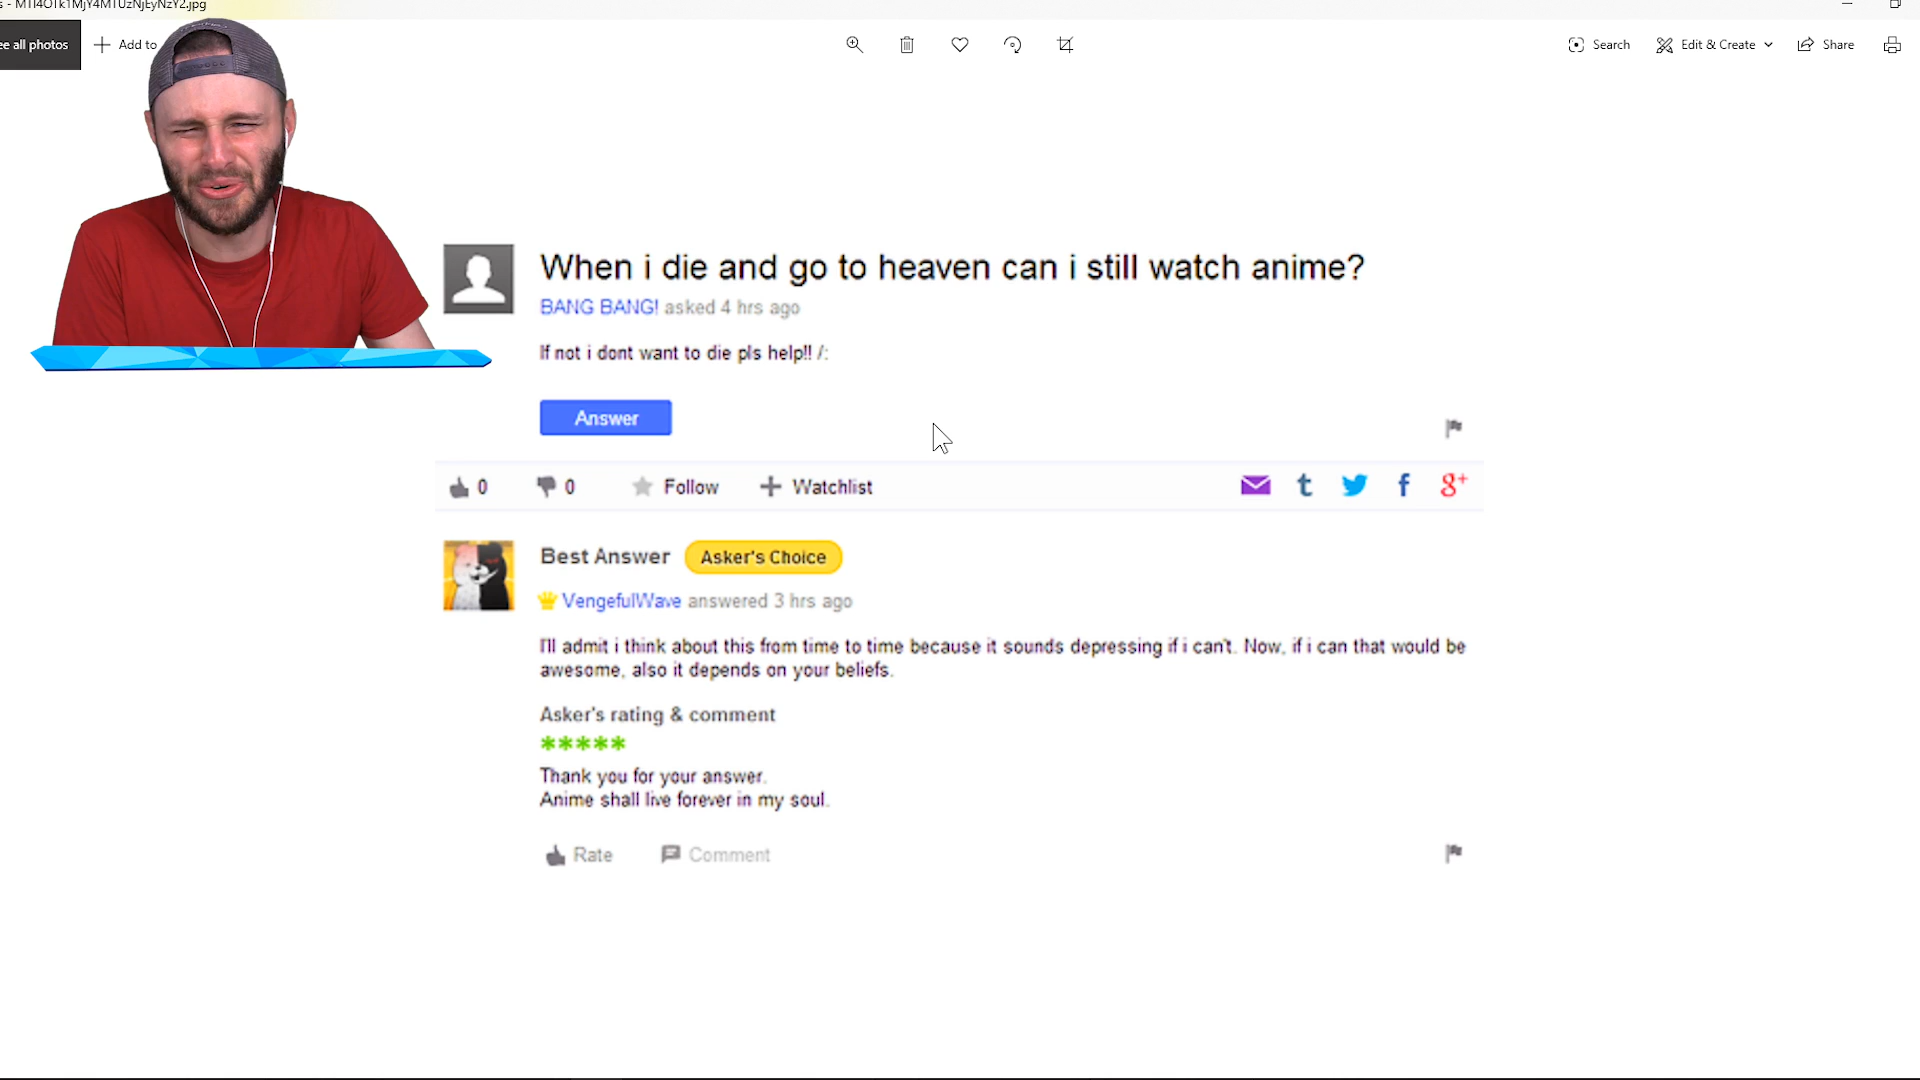 - MTI4OTk1MjY4MTUzNjEyNzY2.jpg
ee all photos
Add to
Search
Edit & Create
Share
When i die and go to heaven can i still watch anime?
BANG BANG! asked 4 hrs ago
If not i dont want to die pls help!! /:
Answer
0
0
Follow
Watchlist
t
f
g+
Best Answer
Asker's Choice
VengefulWave answered 3 hrs ago
I'll admit i think about this from time to time because it sounds depressing if i can't. Now, if i can that would be
awesome, also it depends on your beliefs.
Asker's rating & comment
*****
Thank you for your answer.
Anime shall live forever in my soul.
Rate
Comment